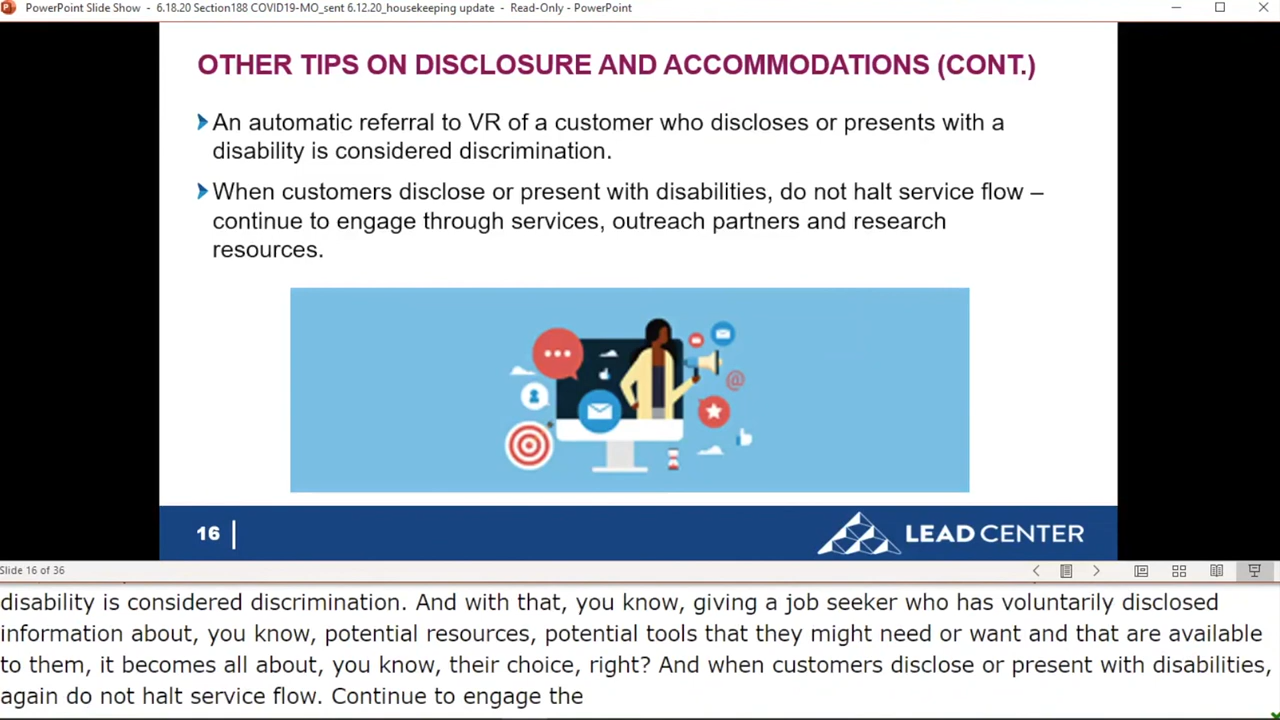 PowerPoint Slide Show - 6.18.20 Section188 COVID19-MO_sent 6.12.20_housekeeping update - Read-Only - PowerPoint
OTHER TIPS ON DISCLOSURE AND ACCOMMODATIONS (CONT.)
An automatic referral to VR of a customer who discloses or presents with a
disability is considered discrimination.
When customers disclose or present with disabilities, do not halt service flow –
continue to engage through services, outreach partners and research
resources.
@
16
LEAD CENTER
Slide 16 of 36
disability is considered discrimination. And with that, you know, giving a job seeker who has voluntarily disclosed
information about, you know, potential resources, potential tools that they might need or want and that are available
to them, it becomes all about, you know, their choice, right? And when customers disclose or present with disabilities,
again do not halt service flow. Continue to engage the